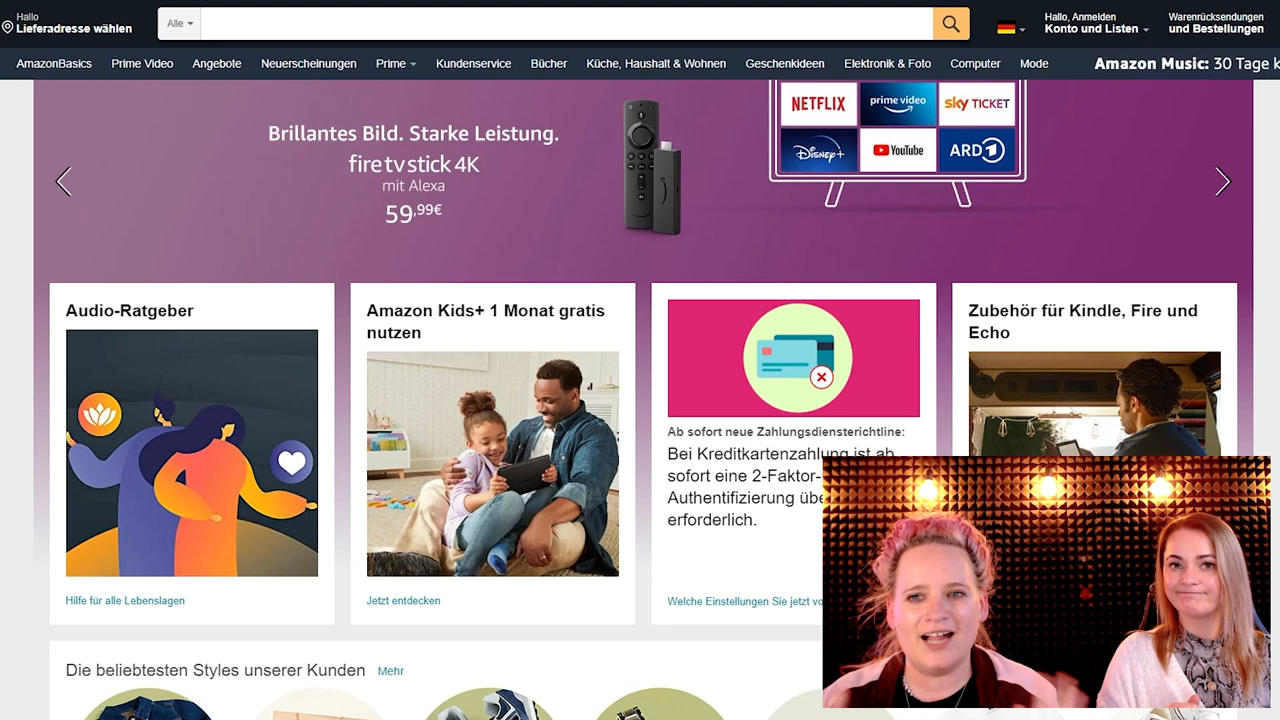 Hallo
Lieferadresse wählen
Alle
Hallo, Anmelden
Konto und Listen
Warenrücksendungen
und Bestellungen
AmazonBasics Prime Video Angebote Neuerscheinungen Prime Kundenservice Bücher Küche, Haushalt & Wohnen Geschenkideen Elektronik & Foto Computer Mode Amazon Music: 30 Tage k
NETFLIX prime video sky TICKET
Disney+ YouTube ARD 1
Brillantes Bild. Starke Leistung.
fire tv stick 4K
mit Alexa
59,99€
Audio-Ratgeber
Hilfe für alle Lebenslagen
Amazon Kids+ 1 Monat gratis
nutzen
Jetzt entdecken
Ab sofort neue Zahlungsdiensterichtlinie:
Bei Kreditkartenzahlung ist ab
sofort eine 2-Faktor-
Authentifizierung übe
erforderlich.
Welche Einstellungen Sie jetzt vo
Zubehör für Kindle, Fire und
Echo
Die beliebtesten Styles unserer Kunden Mehr